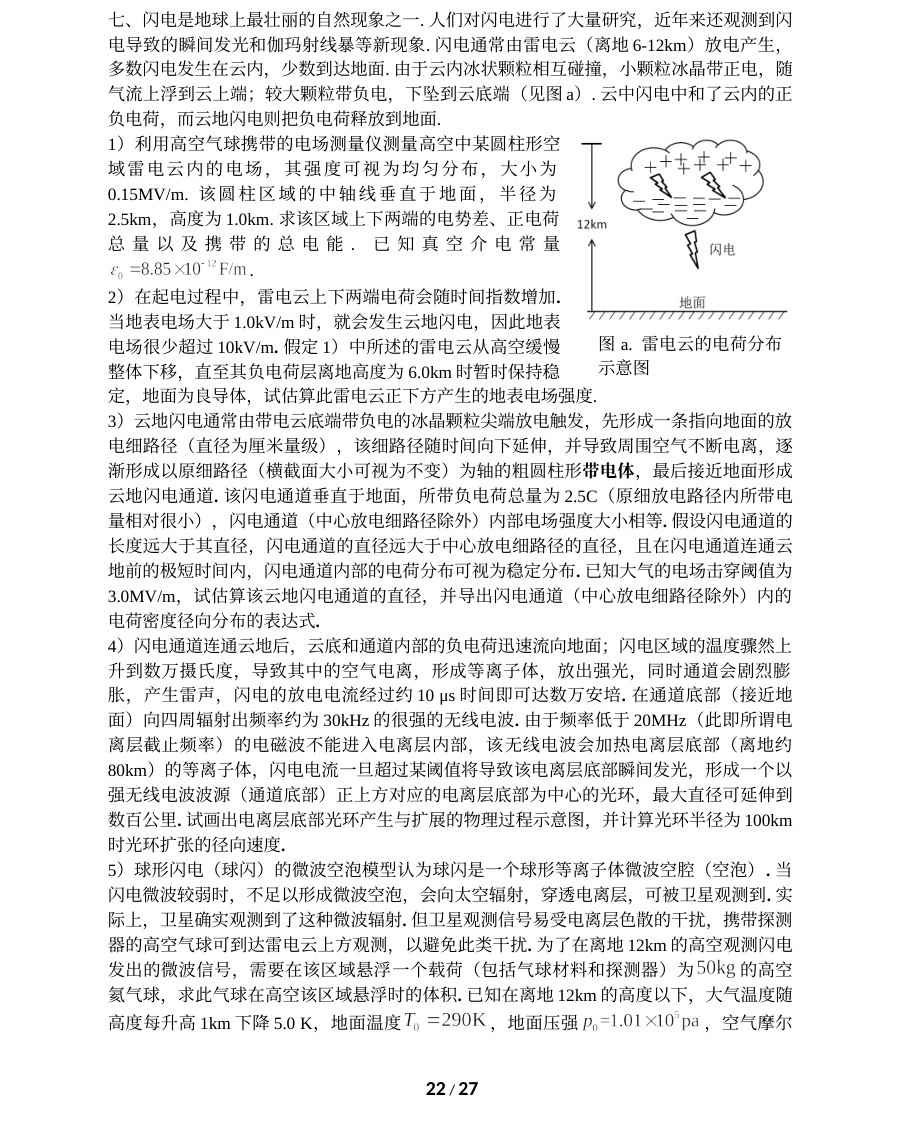 七、闪电是地球上最壮丽的自然现象之一. 人们对闪电进行了大量研究，近年来还观测到闪
电导致的瞬间发光和伽玛射线暴等新现象. 闪电通常由雷电云（离地 6-12km）放电产生，
多数闪电发生在云内，少数到达地面. 由于云内冰状颗粒相互碰撞，小颗粒冰晶带正电，随
气流上浮到云上端；较大颗粒带负电，下坠到云底端（见图 a）. 云中闪电中和了云内的正
负电荷，而云地闪电则把负电荷释放到地面.
1）利用高空气球携带的电场测量仪测量高空中某圆柱形空
域雷电云内的电场，其强度可视为均匀分布，大小为
0.15MV/m. 该圆柱区域的中轴线垂直于地面，半径为
2.5km，高度为 1.0km. 求该区域上下两端的电势差、正电荷
总量以及携带的总电能. 已知真空介电常量
ε₀ =8.85×10⁻¹² F/m .
2）在起电过程中，雷电云上下两端电荷会随时间指数增加.
当地表电场大于 1.0kV/m 时，就会发生云地闪电，因此地表
电场很少超过 10kV/m. 假定 1）中所述的雷电云从高空缓慢
整体下移，直至其负电荷层离地高度为 6.0km 时暂时保持稳
定，地面为良导体，试估算此雷电云正下方产生的地表电场强度.
12km
闪电
地面
图 a. 雷电云的电荷分布
示意图
3）云地闪电通常由带电云底端带负电的冰晶颗粒尖端放电触发，先形成一条指向地面的放
电细路径（直径为厘米量级），该细路径随时间向下延伸，并导致周围空气不断电离，逐
渐形成以原细路径（横截面大小可视为不变）为轴的粗圆柱形带电体，最后接近地面形成
云地闪电通道. 该闪电通道垂直于地面，所带负电荷总量为 2.5C（原细放电路径内所带电
量相对很小），闪电通道（中心放电细路径除外）内部电场强度大小相等. 假设闪电通道的
长度远大于其直径，闪电通道的直径远大于中心放电细路径的直径，且在闪电通道连通云
地前的极短时间内，闪电通道内部的电荷分布可视为稳定分布. 已知大气的电场击穿阈值为
3.0MV/m，试估算该云地闪电通道的直径，并导出闪电通道（中心放电细路径除外）内的
电荷密度径向分布的表达式.
4）闪电通道连通云地后，云底和通道内部的负电荷迅速流向地面；闪电区域的温度骤然上
升到数万摄氏度，导致其中的空气电离，形成等离子体，放出强光，同时通道会剧烈膨
胀，产生雷声，闪电的放电电流经过约 10 μs 时间即可达数万安培. 在通道底部（接近地
面）向四周辐射出频率约为 30kHz 的很强的无线电波. 由于频率低于 20MHz（此即所谓电
离层截止频率）的电磁波不能进入电离层内部，该无线电波会加热电离层底部（离地约
80km）的等离子体，闪电电流一旦超过某阈值将导致该电离层底部瞬间发光，形成一个以
强无线电波波源（通道底部）正上方对应的电离层底部为中心的光环，最大直径可延伸到
数百公里. 试画出电离层底部光环产生与扩展的物理过程示意图，并计算光环半径为 100km
时光环扩张的径向速度.
5）球形闪电（球闪）的微波空泡模型认为球闪是一个球形等离子体微波空腔（空泡）. 当
闪电微波较弱时，不足以形成微波空泡，会向太空辐射，穿透电离层，可被卫星观测到. 实
际上，卫星确实观测到了这种微波辐射. 但卫星观测信号易受电离层色散的干扰，携带探测
器的高空气球可到达雷电云上方观测，以避免此类干扰. 为了在离地 12km 的高空观测闪电
发出的微波信号，需要在该区域悬浮一个载荷（包括气球材料和探测器）为 50kg 的高空
氦气球，求此气球在高空该区域悬浮时的体积. 已知在离地 12km 的高度以下，大气温度随
高度每升高 1km 下降 5.0 K，地面温度 T₀ =290K，地面压强 p₀=1.01×10⁵pa ，空气摩尔
22 / 27